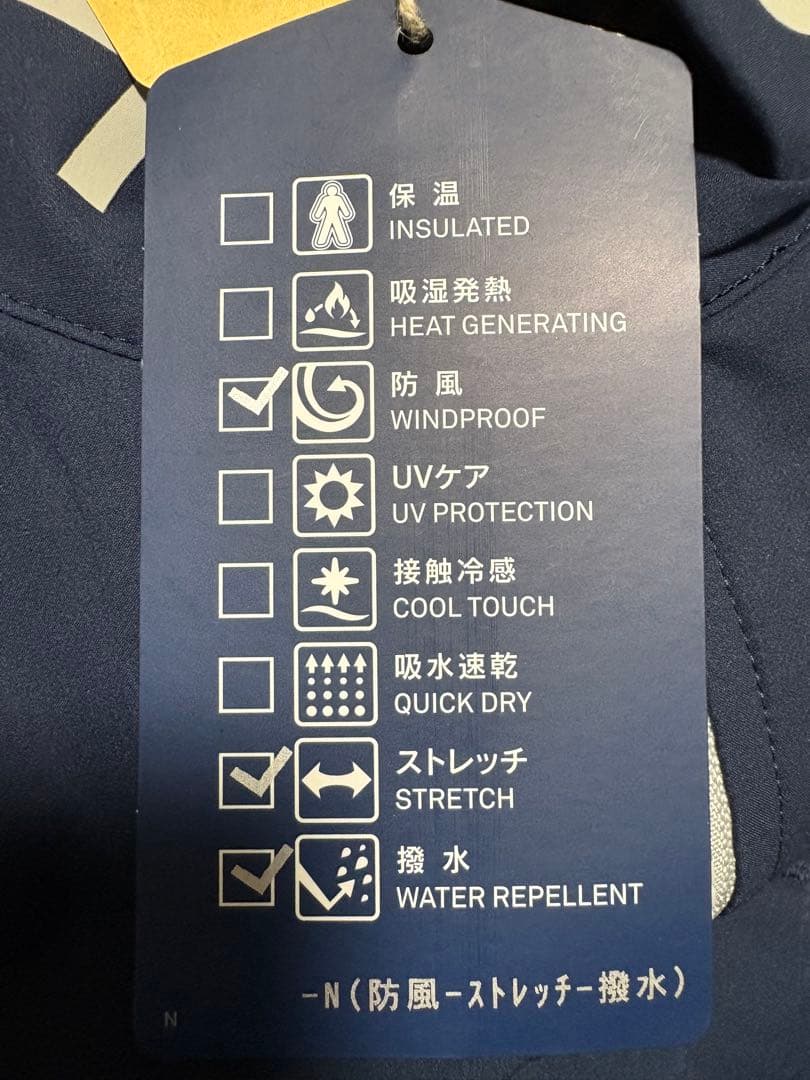 保温
INSULATED
吸湿発熱
HEAT GENERATING
防風
WINDPROOF
UVケア
UV PROTECTION
接触冷感
COOL TOUCH
吸水速乾
QUICK DRY
ストレッチ
STRETCH
撥水
WATER REPELLENT
-N(防風-ストレッチ-撥水)
N